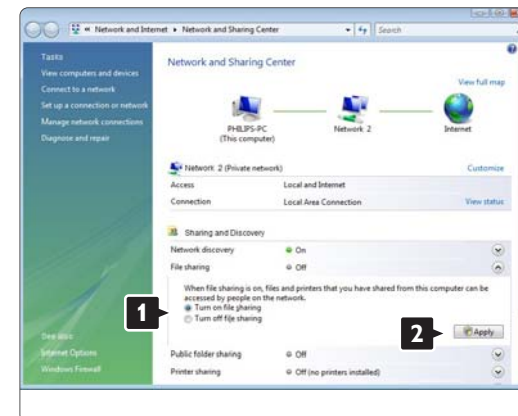 Network and Internet ▸ Network and Sharing Center
Search
Tasks
View computers and devices
Connect to a network
Set up a connection or network
Manage network connections
Diagnose and repair
See also
Internet Options
Windows Firewall
Network and Sharing Center
View full map
PHILIPS-PC
(This computer)
Network 2
Internet
Network 2 (Private network)
Customize
Access Local and Internet
Connection Local Area Connection View status
Sharing and Discovery
Network discovery On
File sharing Off
When file sharing is on, files and printers that you have shared from this computer can be
accessed by people on the network.
1
Turn on file sharing
Turn off file sharing
2
Apply
Public folder sharing Off
Printer sharing Off (no printers installed)